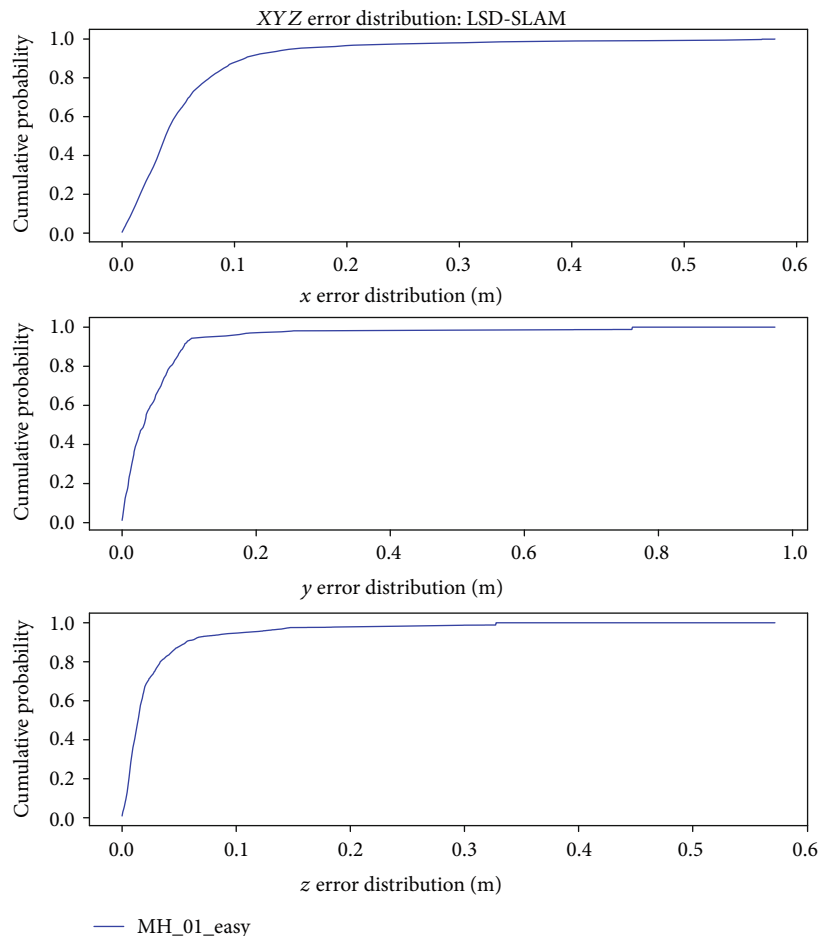 XYZ error distribution: LSD-SLAM
Cumulative probability
1.0
0.8
0.6
0.4
0.2
0.0
0.0 0.1 0.2 0.3 0.4 0.5 0.6
x error distribution (m)
Cumulative probability
1.0
0.8
0.6
0.4
0.2
0.0
0.0 0.2 0.4 0.6 0.8 1.0
y error distribution (m)
Cumulative probability
1.0
0.8
0.6
0.4
0.2
0.0
0.0 0.1 0.2 0.3 0.4 0.5 0.6
z error distribution (m)
MH_01_easy